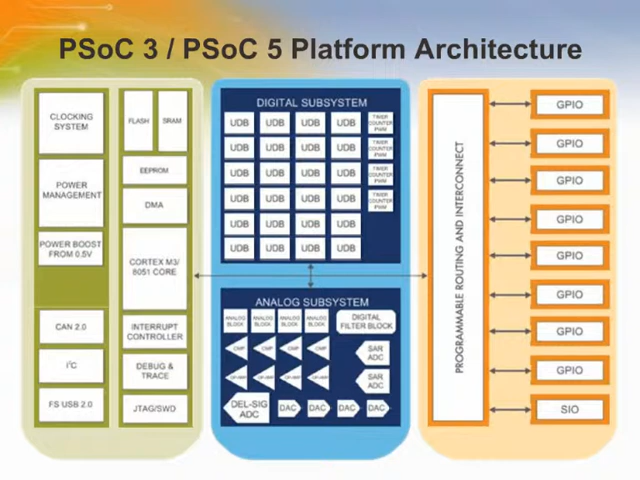 PSoC 3 / PSoC 5 Platform Architecture
CLOCKING
SYSTEM
POWER
MANAGEMENT
POWER BOOST
FROM 0.5V
CAN 2.0
I²C
FS USB 2.0
FLASH
SRAM
EEPROM
DMA
CORTEX M3/
8051 CORE
INTERRUPT
CONTROLLER
DEBUG &
TRACE
JTAG/SWD
DIGITAL SUBSYSTEM
UDB UDB UDB UDB
UDB UDB UDB UDB
UDB UDB UDB UDB
UDB UDB UDB UDB
UDB UDB UDB UDB
UDB UDB UDB UDB
TIMER
COUNTER
PWM
TIMER
COUNTER
PWM
TIMER
COUNTER
PWM
TIMER
COUNTER
PWM
ANALOG SUBSYSTEM
ANALOG
BLOCK
ANALOG
BLOCK
ANALOG
BLOCK
ANALOG
BLOCK
DIGITAL
FILTER BLOCK
CMP CMP CMP CMP
SAR
ADC
SAR
ADC
DEL-SIG
ADC
DAC DAC DAC DAC
PROGRAMMABLE ROUTING AND INTERCONNECT
GPIO
GPIO
GPIO
GPIO
GPIO
GPIO
GPIO
GPIO
SIO